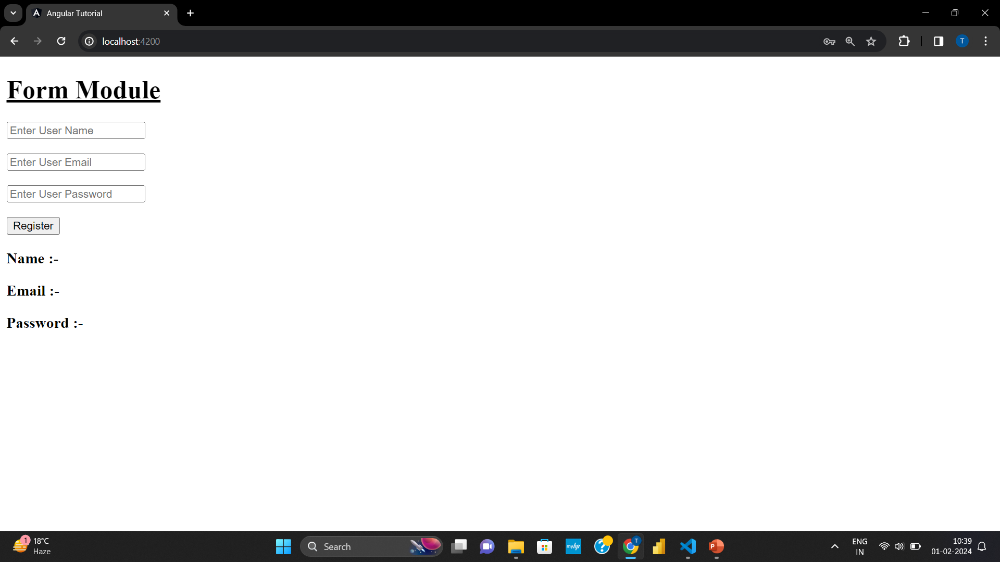 Angular Tutorial
localhost:4200
T
Form Module
Enter User Name
Enter User Email
Enter User Password
Register
Name :-
Email :-
Password :-
1
18°C
Haze
Search
myhp
T
P
ENG
IN
10:39
01-02-2024